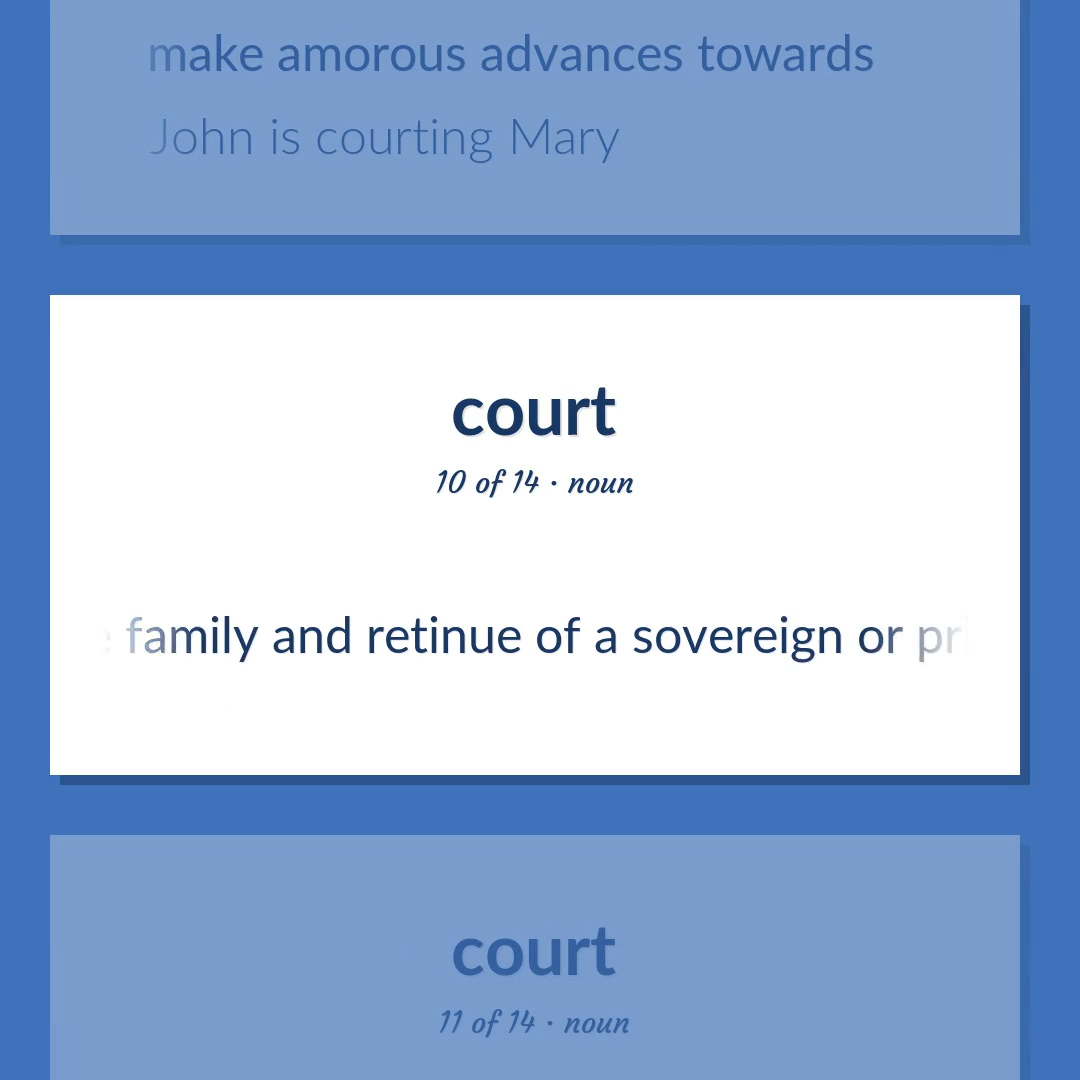 make amorous advances towards
John is courting Mary
court
10 of 14 · noun
family and retinue of a sovereign or
court
11 of 14 · noun